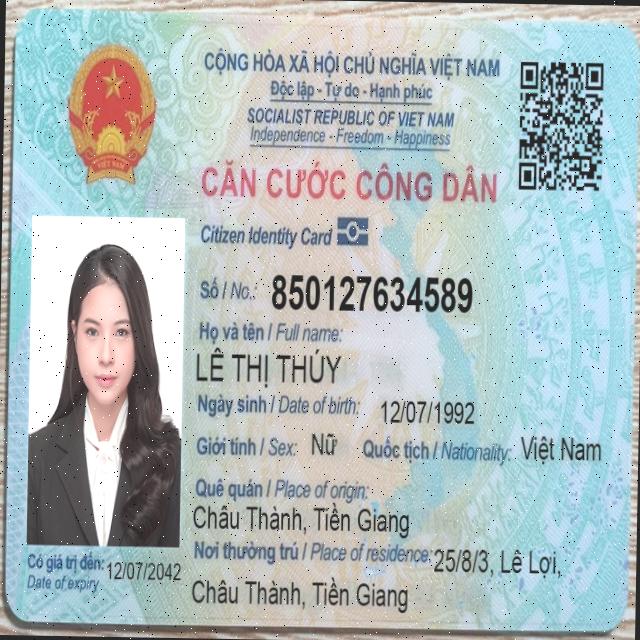 CỘNG HÒA XÃ HỘI CHỦ NGHĨA VIỆT NAM
Độc lập - Tự do - Hạnh phúc
SOCIALIST REPUBLIC OF VIET NAM
Independence - Freedom - Happiness
CĂN CƯỚC CÔNG DÂN
Citizen Identity Card
Số / No.: 850127634589
Họ và tên / Full name:
LÊ THỊ THÚY
Ngày sinh / Date of birth: 12/07/1992
Giới tính / Sex: Nữ Quốc tịch / Nationality: Việt Nam
Quê quán / Place of origin:
Châu Thành, Tiền Giang
Nơi thường trú / Place of residence: 25/8/3, Lê Lợi,
Châu Thành, Tiền Giang
Có giá trị đến: 12/07/2042
Date of expiry